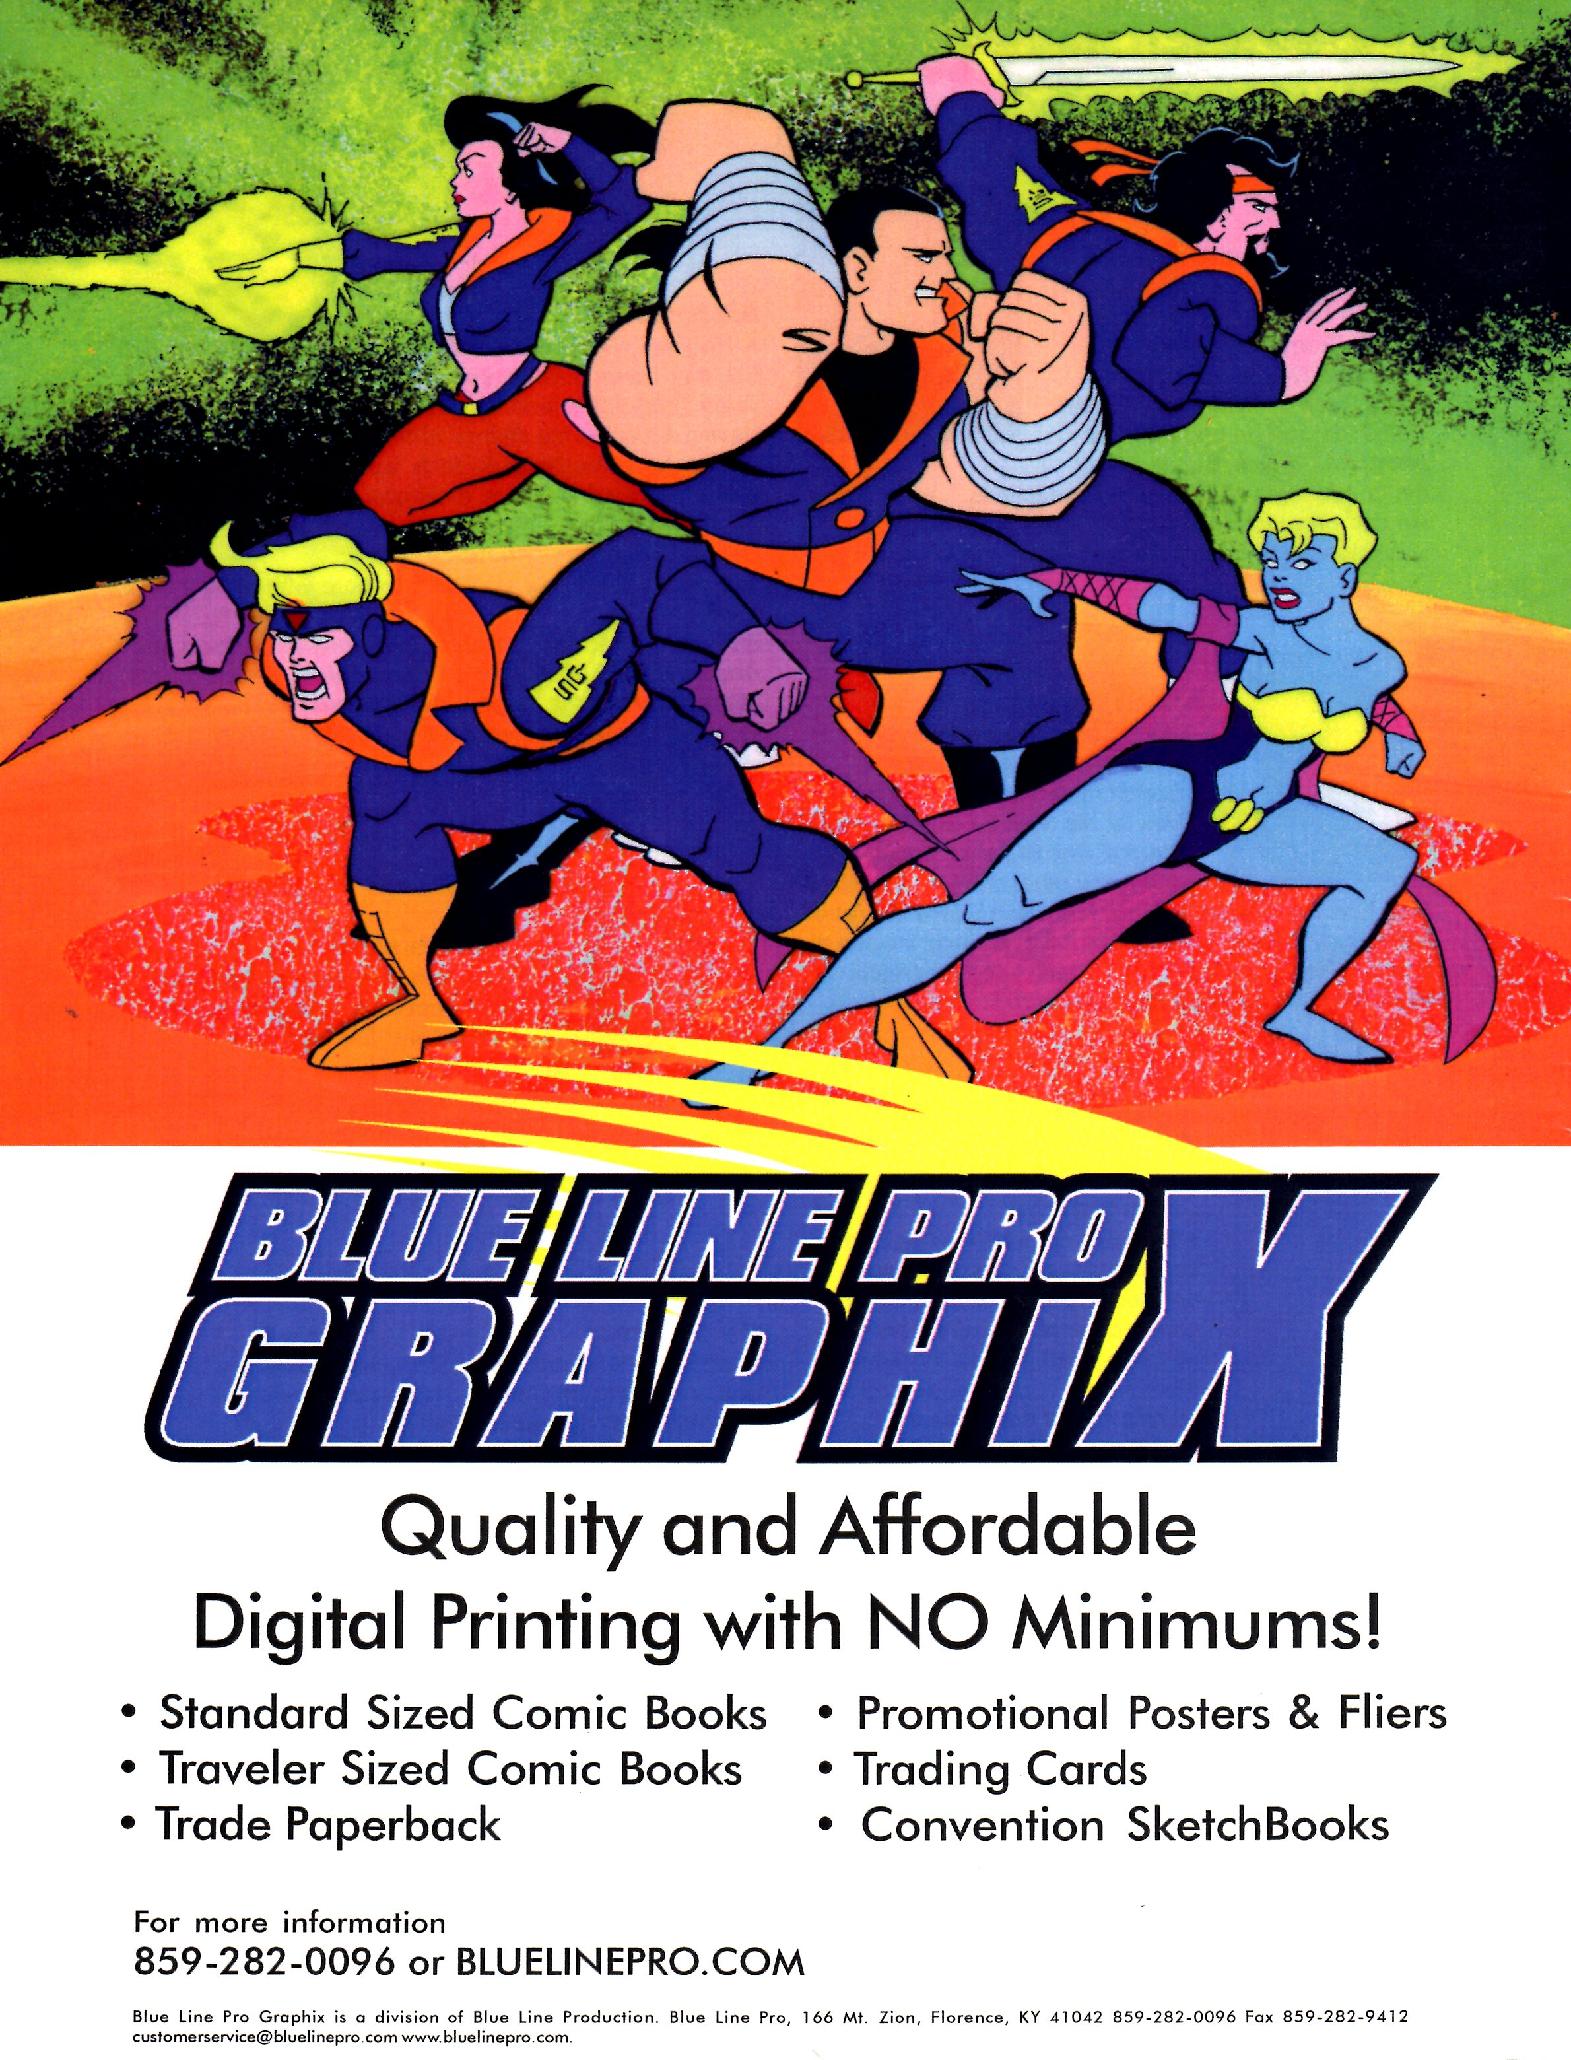 BLUE LINE PRO
GRAPHIX
Quality and Affordable
Digital Printing with NO Minimums!
• Standard Sized Comic Books
• Traveler Sized Comic Books
• Trade Paperback
• Promotional Posters & Fliers
• Trading Cards
• Convention SketchBooks
For more information
859-282-0096 or BLUELINEPRO.COM
Blue Line Pro Graphix is a division of Blue Line Production. Blue Line Pro, 166 Mt. Zion, Florence, KY 41042 859-282-0096 Fax 859-282-9412
customerservice@bluelinepro.com www.bluelinepro.com.